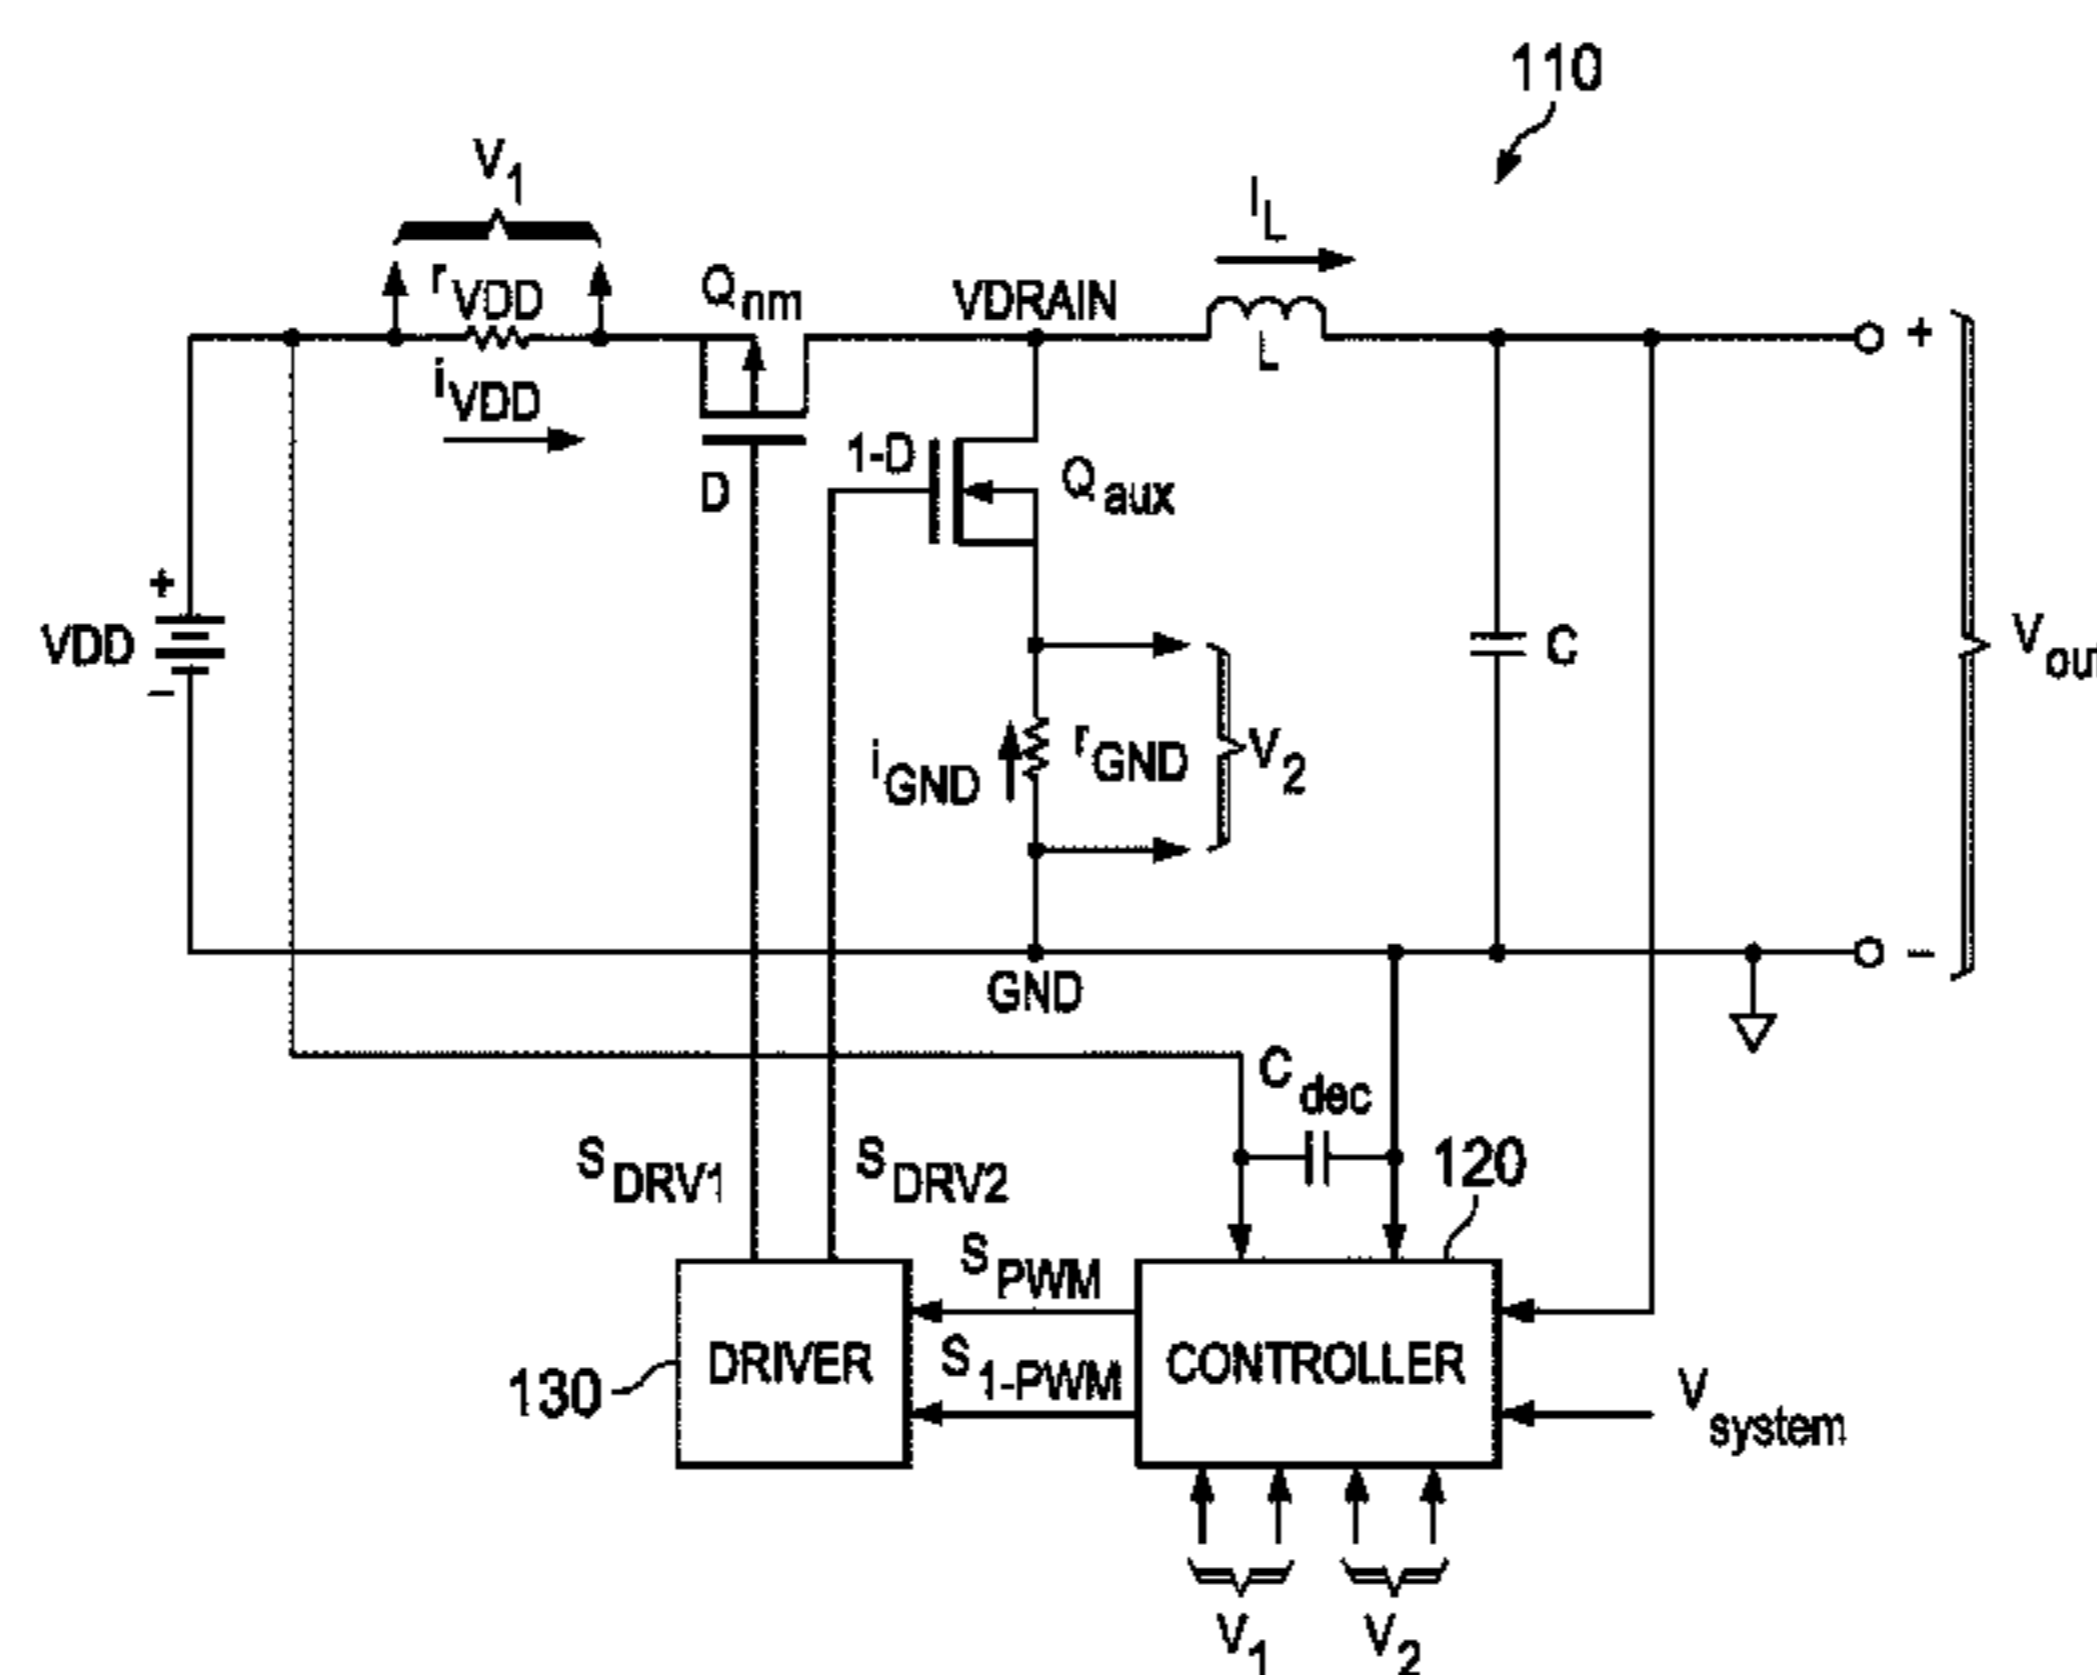 110
V1
IL
rVDD
Qnm
VDRAIN
L
iVDD
+
D
1-D
Qaux
+
VDD
−
C
Vout
iGND
rGND
V2
GND
−
Cdec
SDRV1
SDRV2
120
SPWM
DRIVER
S1-PWM
CONTROLLER
130
Vsystem
V1
V2